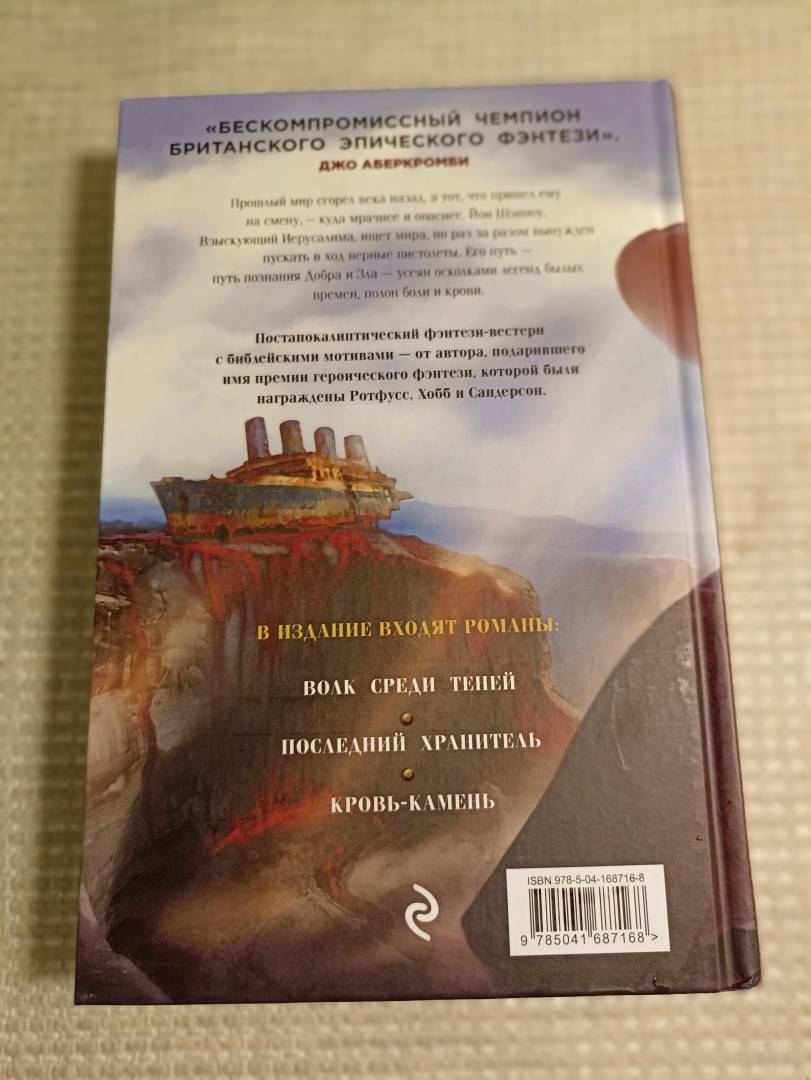 «БЕСКОМПРОМИССНЫЙ ЧЕМПИОН
БРИТАНСКОГО ЭПИЧЕСКОГО ФЭНТЕЗИ».
ДЖО АБЕРКРОМБИ
Прошлый мир сгорел века назад, а тот, что пришел ему
на смену, — куда мрачнее и опаснее. Йон Шэнноу,
Взыскующий Иерусалима, ищет мира, но раз за разом вынужден
пускать в ход верные пистолеты. Его путь —
путь познания Добра и Зла — усеян осколками легенд былых
времен, полон боли и крови.
Постапокалиптический фэнтези-вестерн
с библейскими мотивами — от автора, подарившего
имя премии героического фэнтези, которой были
награждены Ротфусс, Хобб и Сандерсон.
В ИЗДАНИЕ ВХОДЯТ РОМАНЫ:
ВОЛК СРЕДИ ТЕНЕЙ
ПОСЛЕДНИЙ ХРАНИТЕЛЬ
КРОВЬ-КАМЕНЬ
ISBN 978-5-04-168716-8
9 785041 687168 >